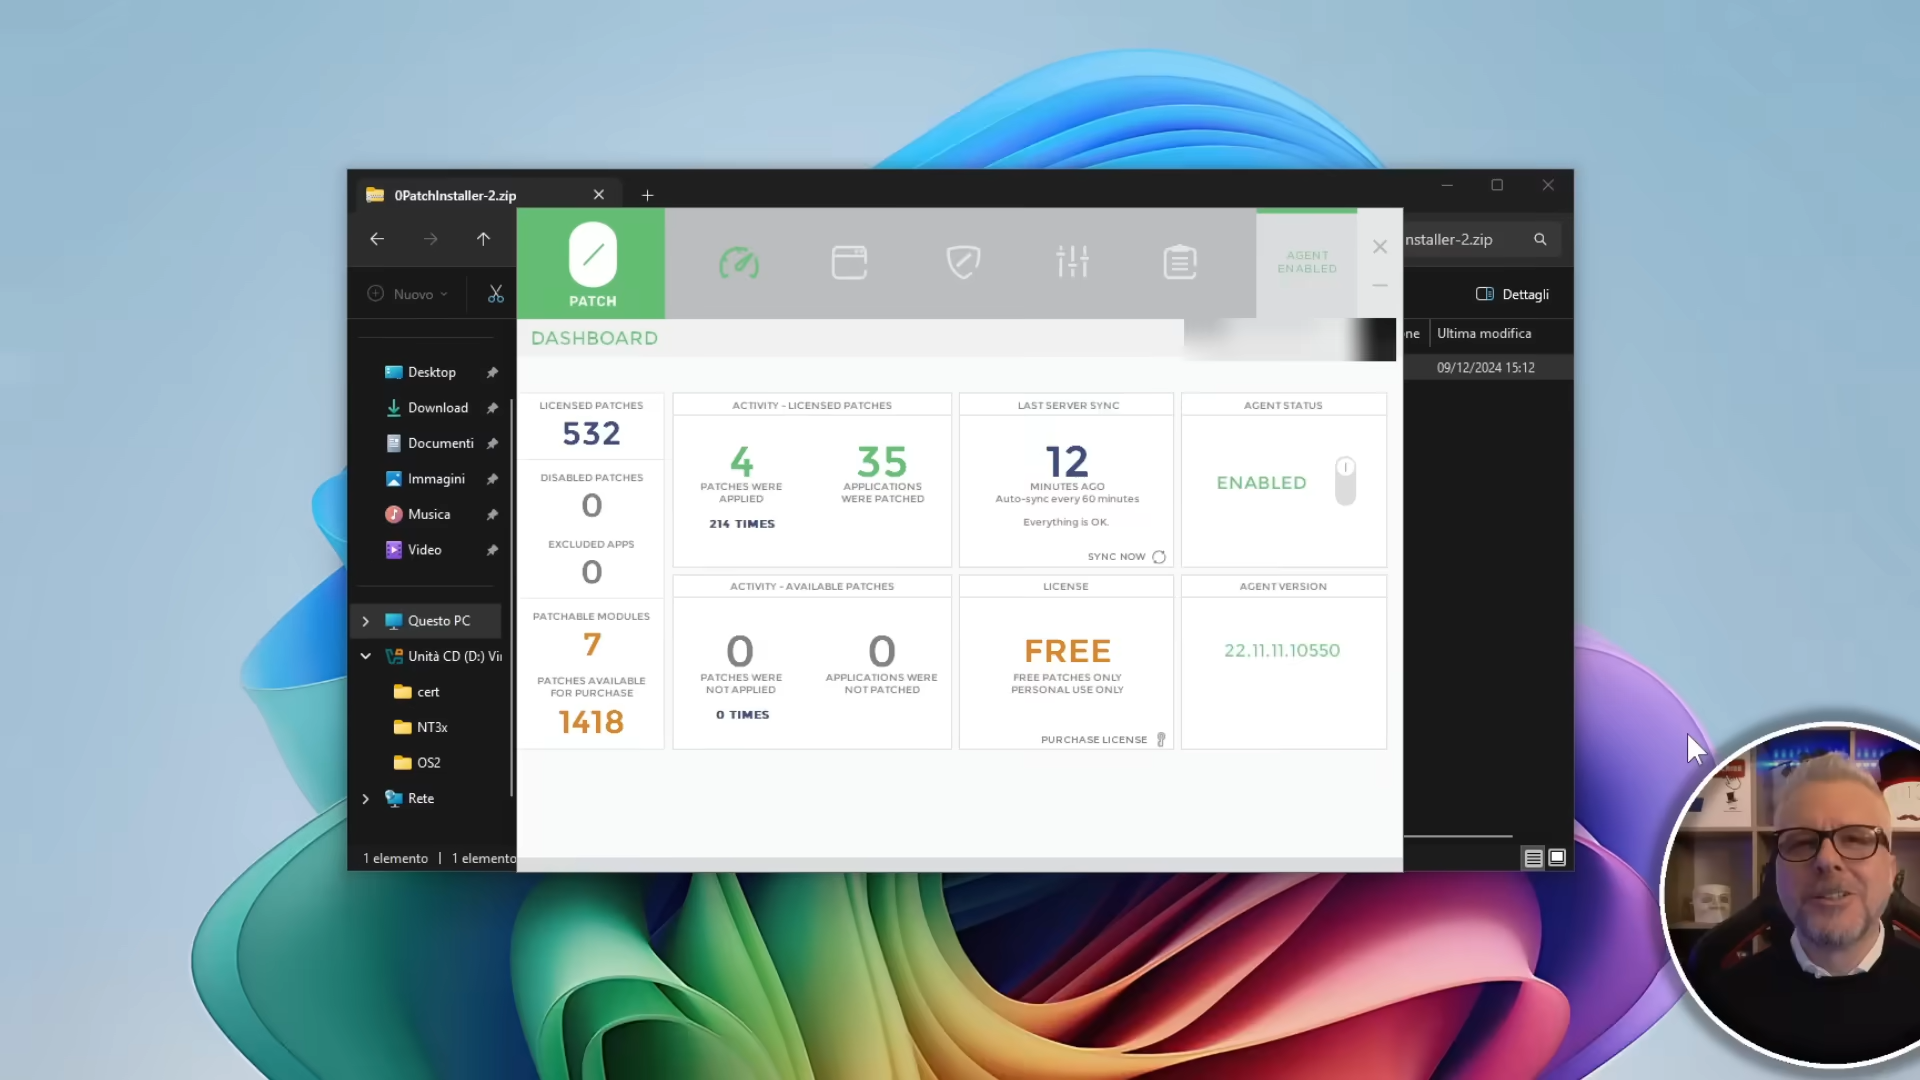 0PatchInstaller-2.zip
nstaller-2.zip
Nuovo
Dettagli
ne
Ultima modifica
09/12/2024 15:12
Desktop
Download
Documenti
Immagini
Musica
Video
Questo PC
Unità CD (D:) Vi
cert
NT3x
OS2
Rete
1 elemento
1 elemento
PATCH
AGENT
ENABLED
DASHBOARD
LICENSED PATCHES
532
DISABLED PATCHES
0
EXCLUDED APPS
0
PATCHABLE MODULES
7
PATCHES AVAILABLE
FOR PURCHASE
1418
ACTIVITY - LICENSED PATCHES
4
PATCHES WERE
APPLIED
214 TIMES
35
APPLICATIONS
WERE PATCHED
LAST SERVER SYNC
12
MINUTES AGO
Auto-sync every 60 minutes
Everything is OK.
SYNC NOW
AGENT STATUS
ENABLED
ACTIVITY - AVAILABLE PATCHES
0
PATCHES WERE
NOT APPLIED
0 TIMES
0
APPLICATIONS WERE
NOT PATCHED
LICENSE
FREE
FREE PATCHES ONLY
PERSONAL USE ONLY
PURCHASE LICENSE
AGENT VERSION
22.11.11.10550